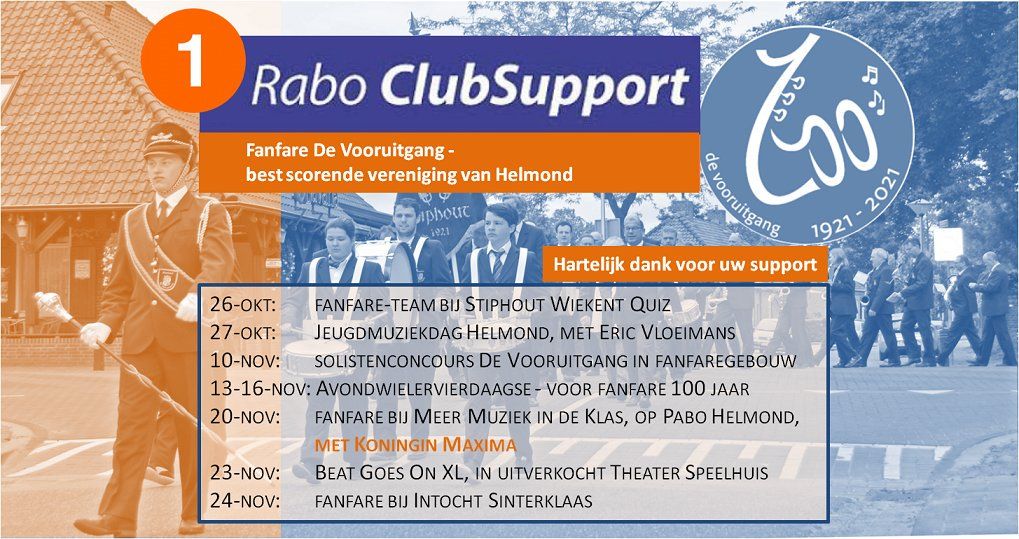 1
Rabo ClubSupport
Fanfare De Vooruitgang -
best scorende vereniging van Helmond
100
de vooruitgang
1921 - 2021
Stiphout
1921
Hartelijk dank voor uw support
26-okt: fanfare-team bij Stiphout Wiekent Quiz
27-okt: Jeugdmuziekdag Helmond, met Eric Vloeimans
10-nov: solistenconcours De Vooruitgang in fanfaregebouw
13-16-nov: Avondwielervierdaagse - voor fanfare 100 jaar
20-nov: fanfare bij Meer Muziek in de Klas, op Pabo Helmond,
met Koningin Maxima
23-nov: Beat Goes On XL, in uitverkocht Theater Speelhuis
24-nov: fanfare bij Intocht Sinterklaas